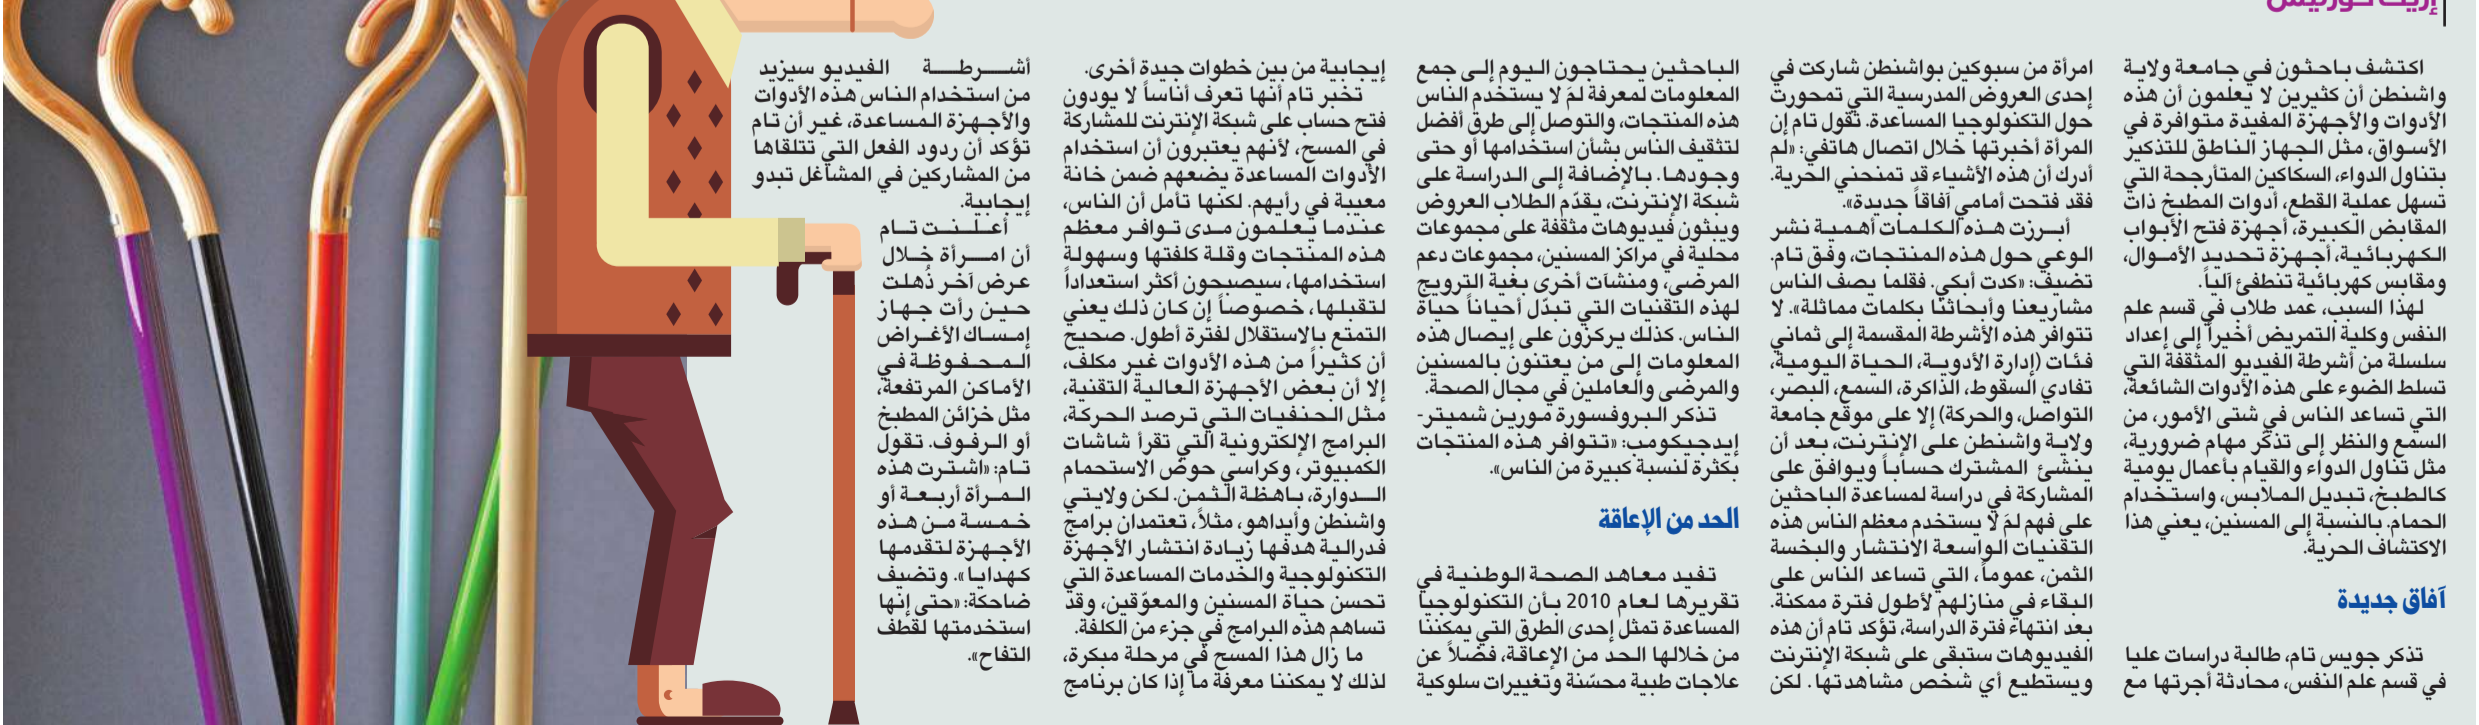 اكتشف باحثون في جامعة ولاية
واشنطن أن كثيرين لا يعلمون أن هذه
الأدوات والأجهزة المفيدة متوافرة في
الأسواق، مثل الجهاز الناطق للتذكير
بتناول الدواء، السكاكين المتأرجحة التي
تسهل عملية القطع، أدوات المطبخ ذات
المقابض الكبيرة، أجهزة فتح الأبواب
الكهربائية، أجهزة تحديد الأموال،
ومقابس كهربائية تنطفئ آلياً.
لهذا السبب، عمد طلاب في قسم علم
النفس وكلية التمريض أخيراً إلى إعداد
سلسلة من أشرطة الفيديو المثقفة التي
تسلط الضوء على هذه الأدوات الشائعة،
التي تساعد الناس في شتى الأمور، من
السمع والنظر إلى تذكّر مهام ضرورية،
مثل تناول الدواء والقيام بأعمال يومية
كالطبخ، تبديل الملابس، واستخدام
الحمام. بالنسبة إلى المسنين، يعني هذا
الاكتشاف الحرية.
آفاق جديدة
تذكر جويس تام، طالبة دراسات عليا
في قسم علم النفس، محادثة أجرتها مع
امرأة من سبوكين بواشنطن شاركت في
إحدى العروض المدرسية التي تمحورت
حول التكنولوجيا المساعدة. تقول تام إن
المرأة أخبرتها خلال اتصال هاتفي: «لم
أدرك أن هذه الأشياء قد تمنحني الحرية.
فقد فتحت أمامي آفاقاً جديدة».
أبرزت هذه الكلمات أهمية نشر
الوعي حول هذه المنتجات، وفق تام.
تضيف: «كدت أبكي. فقلما يصف الناس
مشاريعنا وأبحاثنا بكلمات مماثلة». لا
تتوافر هذه الأشرطة المقسمة إلى ثماني
فئات (إدارة الأدوية، الحياة اليومية،
تفادي السقوط، الذاكرة، السمع، البصر،
التواصل، والحركة) إلا على موقع جامعة
ولاية واشنطن على الإنترنت، بعد أن
ينشئ المشترك حساباً ويوافق على
المشاركة في دراسة لمساعدة الباحثين
على فهم لمَ لا يستخدم معظم الناس هذه
التقنيات الواسعة الانتشار والبخسة
الثمن، عموماً، التي تساعد الناس على
البقاء في منازلهم لأطول فترة ممكنة.
بعد انتهاء فترة الدراسة، تؤكد تام أن هذه
الفيديوهات ستبقى على شبكة الإنترنت
ويستطيع أي شخص مشاهدتها. لكن
الباحثين يحتاجون اليوم إلى جمع
المعلومات لمعرفة لمَ لا يستخدم الناس
هذه المنتجات، والتوصل إلى طرق أفضل
لتثقيف الناس بشأن استخدامها أو حتى
وجودها. بالإضافة إلى الدراسة على
شبكة الإنترنت، يقدّم الطلاب العروض
ويبثون فيديوهات مثقفة على مجموعات
محلية في مراكز المسنين، مجموعات دعم
المرضى، ومنشآت أخرى بغية الترويج
لهذه التقنيات التي تبدّل أحياناً حياة
الناس. كذلك يركزون على إيصال هذه
المعلومات إلى من يعتنون بالمسنين
والمرضى والعاملين في مجال الصحة.
تذكر البروفسورة مورين شميتر-
إيدجيكومب: «تتوافر هذه المنتجات
بكثرة لنسبة كبيرة من الناس».
الحد من الإعاقة
تفيد معاهد الصحة الوطنية في
تقريرها لعام 2010 بأن التكنولوجيا
المساعدة تمثل إحدى الطرق التي يمكننا
من خلالها الحد من الإعاقة، فضلاً عن
علاجات طبية محسّنة وتغييرات سلوكية
إيجابية من بين خطوات جيدة أخرى.
تخبر تام أنها تعرف أناساً لا يودون
فتح حساب على شبكة الإنترنت للمشاركة
في المسح، لأنهم يعتبرون أن استخدام
الأدوات المساعدة يضعهم ضمن خانة
معيبة في رأيهم. لكنها تأمل أن الناس،
عندما يعلمون مدى توافر معظم
هذه المنتجات وقلة كلفتها وسهولة
استخدامها، سيصبحون أكثر استعداداً
لتقبلها، خصوصاً إن كان ذلك يعني
التمتع بالاستقلال لفترة أطول. صحيح
أن كثيراً من هذه الأدوات غير مكلف،
إلا أن بعض الأجهزة العالية التقنية،
مثل الحنفيات التي ترصد الحركة،
البرامج الإلكترونية التي تقرأ شاشات
الكمبيوتر، وكراسي حوض الاستحمام
الدوارة، باهظة الثمن. لكن ولايتي
واشنطن وأيداهو، مثلاً، تعتمدان برامج
فدرالية هدفها زيادة انتشار الأجهزة
التكنولوجية والخدمات المساعدة التي
تحسن حياة المسنين والمعوّقين، وقد
تساهم هذه البرامج في جزء من الكلفة.
ما زال هذا المسح في مرحلة مبكرة،
لذلك لا يمكننا معرفة ما إذا كان برنامج
أشرطة الفيديو سيزيد
من استخدام الناس هذه الأدوات
والأجهزة المساعدة، غير أن تام
تؤكد أن ردود الفعل التي تتلقاها
من المشاركين في المشاغل تبدو
إيجابية.
أعلنت تام
أن امرأة خلال
عرض آخر ذُهلت
حين رأت جهاز
إمساك الأغراض
المحفوظة في
الأماكن المرتفعة،
مثل خزائن المطبخ
أو الرفوف. تقول
تام: «اشترت هذه
المرأة أربعة أو
خمسة من هذه
الأجهزة لتقدمها
كهدايا». وتضيف
ضاحكة: «حتى إنها
استخدمتها لقطف
التفاح».